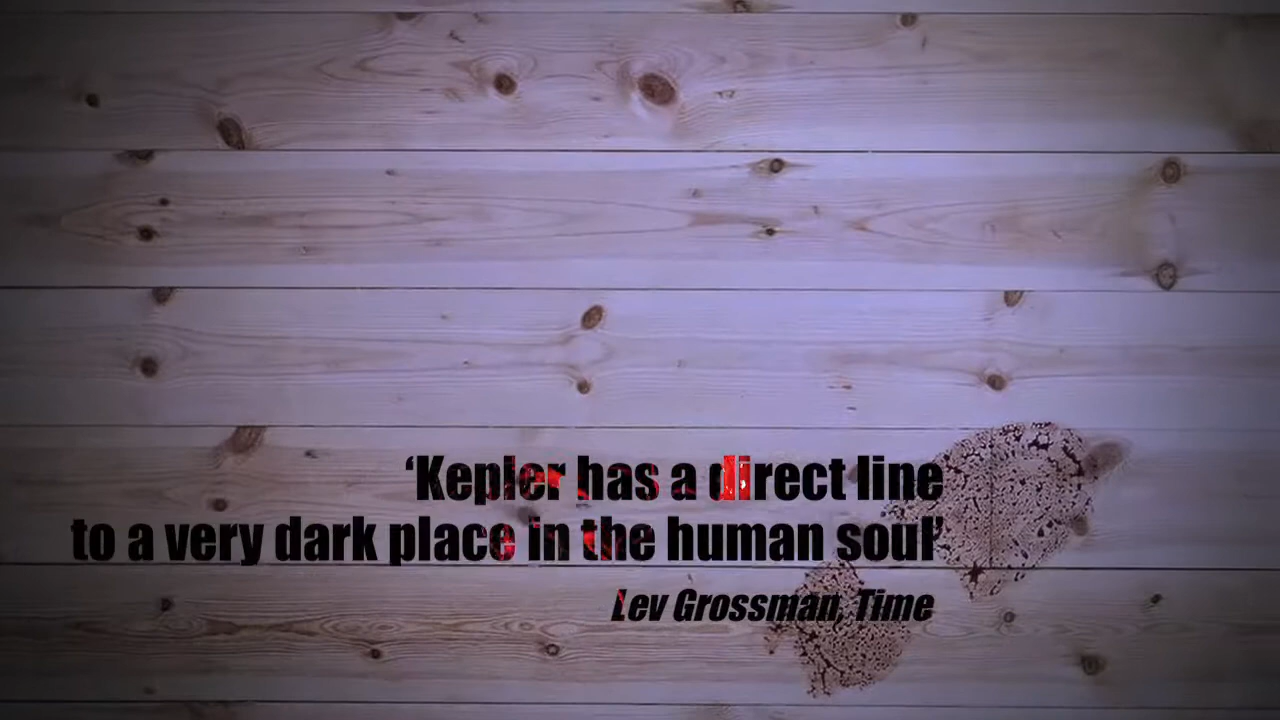 ‘Kepler has a direct line
to a very dark place in the human soul’
Lev Grossman, Time